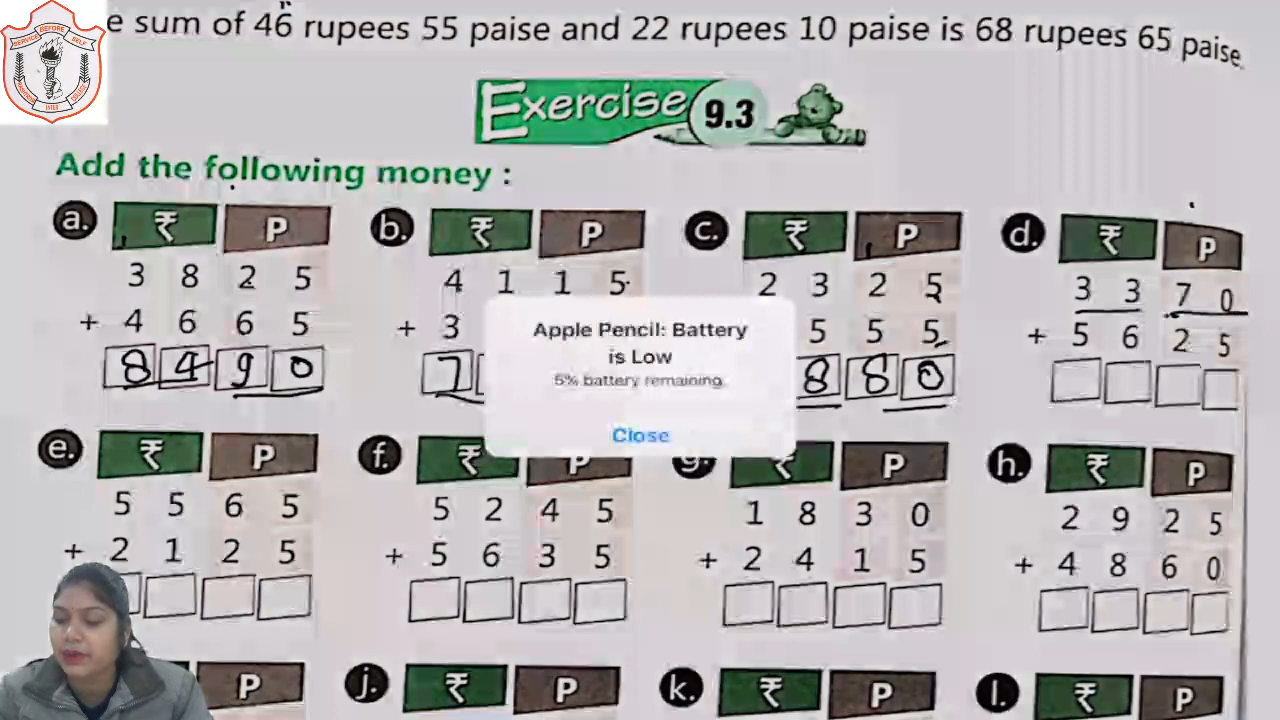 SERVICE BEFORE SELF
INTER
e sum of 46 rupees 55 paise and 22 rupees 10 paise is 68 rupees 65 paise.
Exercise 9.3
Add the following money :
a. ₹ P b. ₹ P c. ₹ P d. ₹ P
3 8 2 5 4 1 1 5 2 3 2 5 3 3 7 0
+ 4 6 6 5 + 3 5 5 5 + 5 6 2 5
8 4 9 0 7 8 8 0
Apple Pencil: Battery
is Low
5% battery remaining.
Close
e. ₹ P f. ₹ P g. ₹ P h. ₹ P
5 5 6 5 5 2 4 5 1 8 3 0 2 9 2 5
+ 2 1 2 5 + 5 6 3 5 + 2 4 1 5 + 4 8 6 0
P j. ₹ P k. ₹ P l. ₹ P